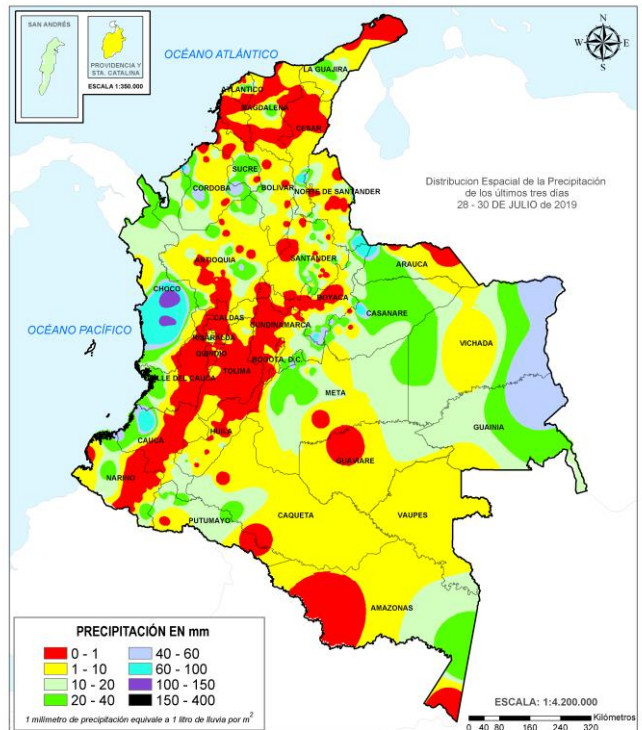 SAN ANDRÉS
PROVIDENCIA Y
STA. CATALINA
ESCALA 1:350.000
OCÉANO ATLÁNTICO
N
W
E
S
LA GUAJIRA
ATLANTICO
MAGDALENA
CESAR
SUCRE
CORDOBA
BOLIVAR
NORTE DE SANTANDER
Distribucion Espacial de la Precipitación
de los últimos tres días
28 - 30 DE JULIO de 2019
ANTIOQUIA
SANTANDER
ARAUCA
CHOCO
BOYACA
CASANARE
OCÉANO PACÍFICO
CALDAS
CUNDINAMARCA
RISARALDA
VICHADA
QUINDIO
BOGOTA, D.C.
TOLIMA
VALLE DEL CAUCA
META
GUAINIA
CAUCA
HUILA
GUAVIARE
NARIÑO
CAQUETA
VAUPES
PUTUMAYO
AMAZONAS
PRECIPITACIÓN EN mm
0 - 1
40 - 60
1 - 10
60 - 100
10 - 20
100 - 150
20 - 40
150 - 400
1 milimetro de precipitación equivale a 1 litro de lluvia por m²
ESCALA: 1:4.200.000
Kilómetros
0 40 80 160 240 320